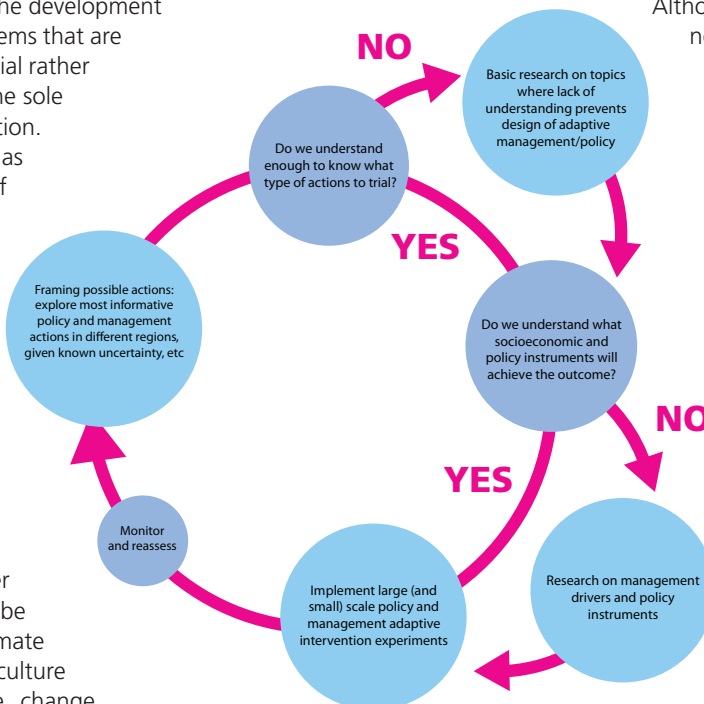 he development
ems that are
ial rather
he sole
tion.
as
f
Altho
n
NO
Basic research on topics
where lack of
understanding prevents
design of adaptive
management/policy
Do we understand
enough to know what
type of actions to trial?
YES
Framing possible actions:
explore most informative
policy and management
actions in different regions,
given known uncertainty, etc
Do we understand what
socioeconomic and
policy instruments will
achieve the outcome?
NO
YES
Monitor
and reassess
Implement large (and
small) scale policy and
management adaptive
intervention experiments
Research on management
drivers and policy
instruments
er
be
mate
culture
change